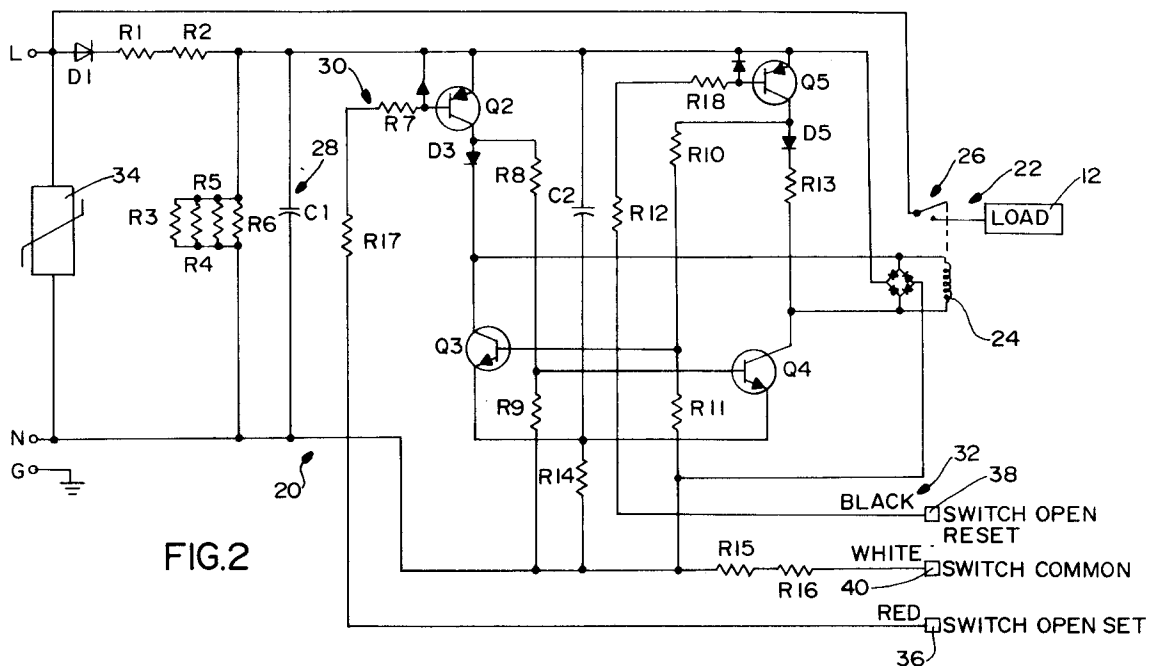 L
D1
R1
R2
30
R7
Q2
R18
Q5
34
R3
R5
R4
R6
28
C1
R17
D3
R8
C2
R12
R10
D5
R13
26
22
12
LOAD
24
Q3
Q4
R9
R11
N
G
20
R14
32
38
BLACK
SWITCH OPEN
RESET
FIG.2
R15
R16
WHITE
40
SWITCH COMMON
RED
SWITCH OPEN SET
36